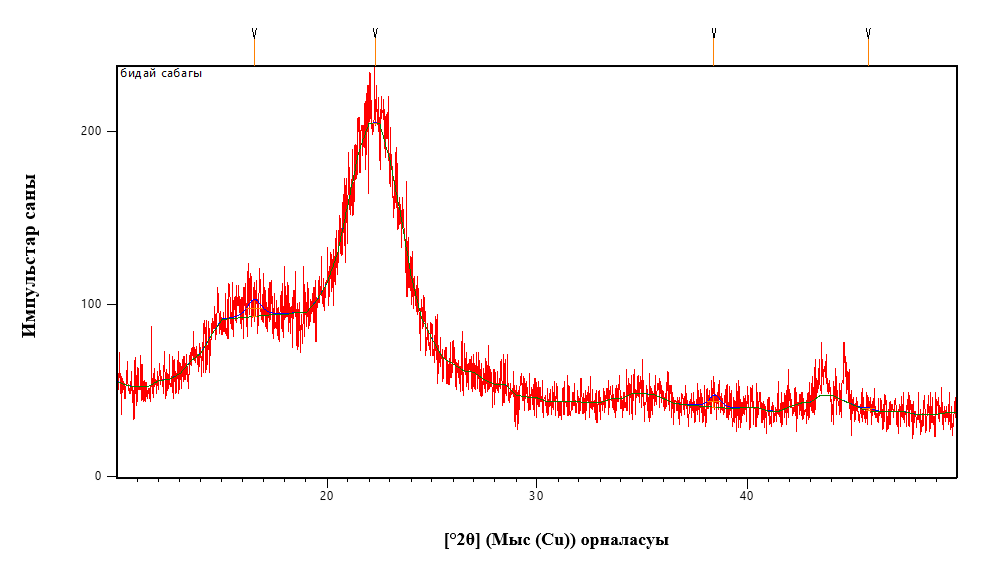 v v v v
бидай сабагы
200
100
0
Импульстар саны
20 30 40
[°2θ] (Мыс (Cu)) орналасуы